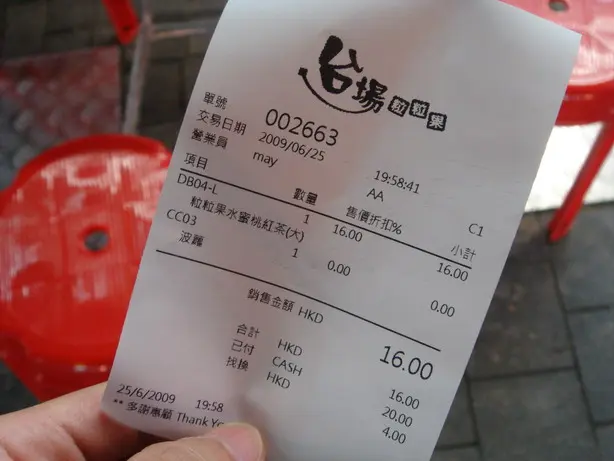 台場 粒粒果
單號 002663
交易日期 2009/06/25 19:58:41
營業員 may AA C1
項目 數量 售價折扣% 小計
DB04-L 1 16.00 16.00
粒粒果水蜜桃紅茶(大)
CC03 1 0.00 0.00
波蘿
銷售金額 HKD 16.00
合計 HKD 16.00
已付 CASH 20.00
找換 HKD 4.00
25/6/2009 19:58
** 多謝惠顧 Thank